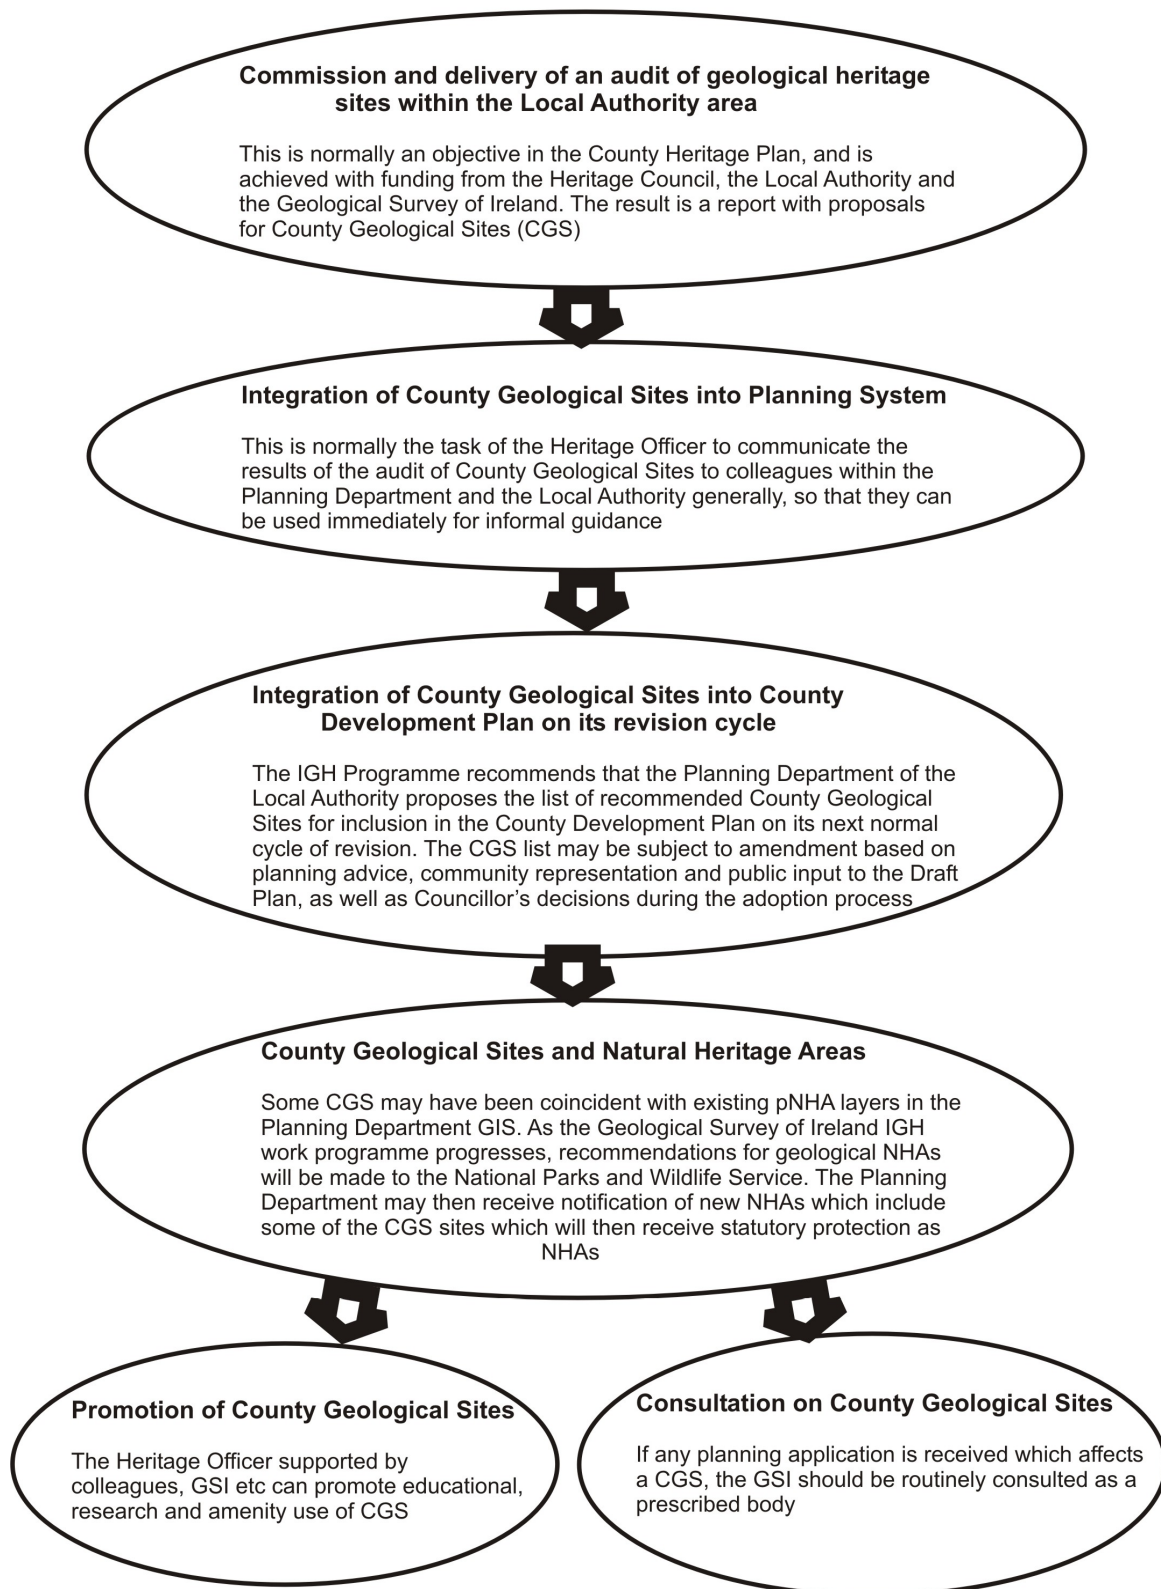 Commission and delivery of an audit of geological heritage
sites within the Local Authority area
This is normally an objective in the County Heritage Plan, and is
achieved with funding from the Heritage Council, the Local Authority and
the Geological Survey of Ireland. The result is a report with proposals
for County Geological Sites (CGS)
Integration of County Geological Sites into Planning System
This is normally the task of the Heritage Officer to communicate the
results of the audit of County Geological Sites to colleagues within the
Planning Department and the Local Authority generally, so that they can
be used immediately for informal guidance
Integration of County Geological Sites into County
Development Plan on its revision cycle
The IGH Programme recommends that the Planning Department of the
Local Authority proposes the list of recommended County Geological
Sites for inclusion in the County Development Plan on its next normal
cycle of revision. The CGS list may be subject to amendment based on
planning advice, community representation and public input to the Draft
Plan, as well as Councillor's decisions during the adoption process
County Geological Sites and Natural Heritage Areas
Some CGS may have been coincident with existing pNHA layers in the
Planning Department GIS. As the Geological Survey of Ireland IGH
work programme progresses, recommendations for geological NHAs
will be made to the National Parks and Wildlife Service. The Planning
Department may then receive notification of new NHAs which include
some of the CGS sites which will then receive statutory protection as
NHAs
Promotion of County Geological Sites
The Heritage Officer supported by
colleagues, GSI etc can promote educational,
research and amenity use of CGS
Consultation on County Geological Sites
If any planning application is received which affects
a CGS, the GSI should be routinely consulted as a
prescribed body